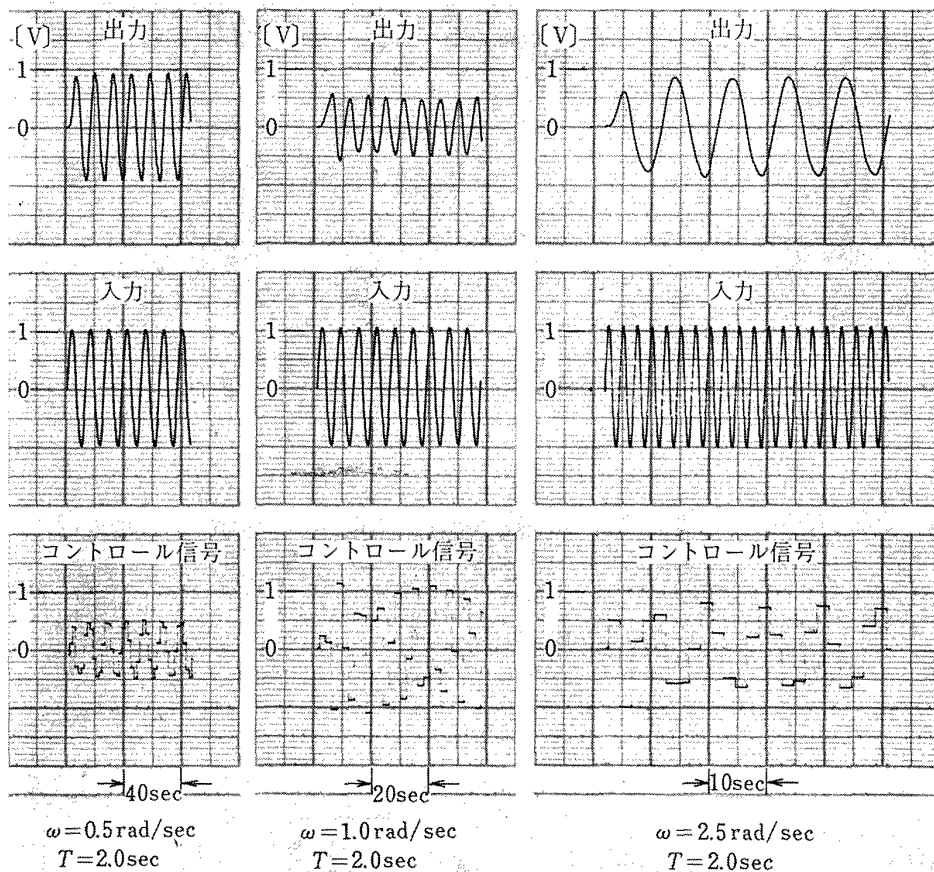 [V] 出力
1
0
[V] 出力
1
0
[V] 出力
1
0
入力
1
0
入力
1
0
入力
1
0
コントロール信号
1
0
コントロール信号
1
0
コントロール信号
1
0
40sec
20sec
10sec
ω=0.5rad/sec
T=2.0sec
ω=1.0rad/sec
T=2.0sec
ω=2.5rad/sec
T=2.0sec